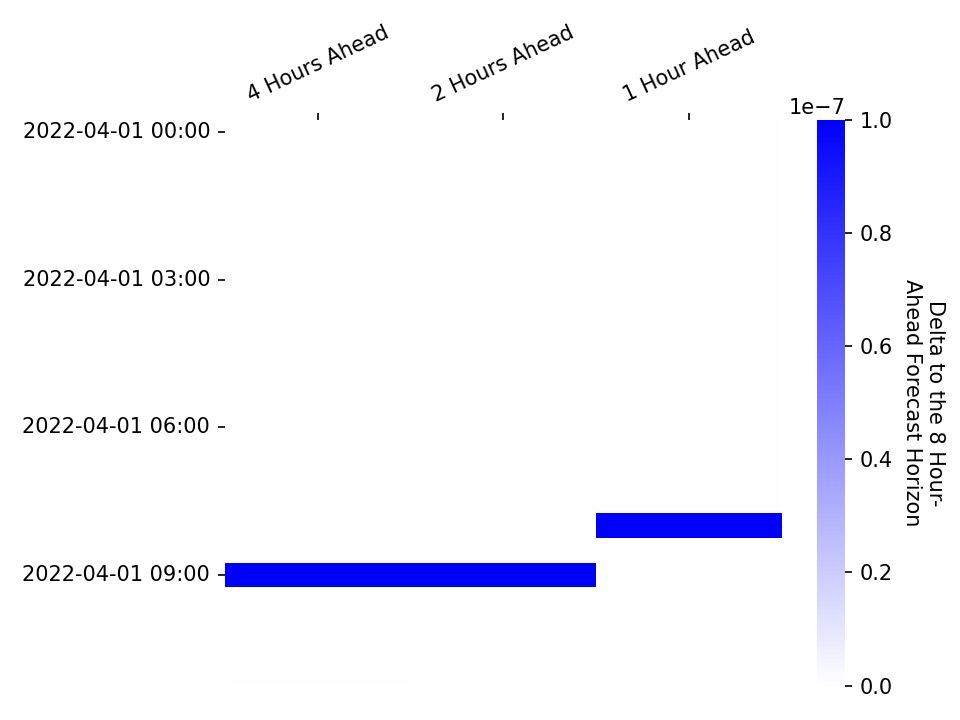 4 Hours Ahead
2 Hours Ahead
1 Hour Ahead
2022-04-01 00:00
2022-04-01 03:00
2022-04-01 06:00
2022-04-01 09:00
1e−7
1.0
0.8
0.6
0.4
0.2
0.0
Delta to the 8 Hour-
Ahead Forecast Horizon